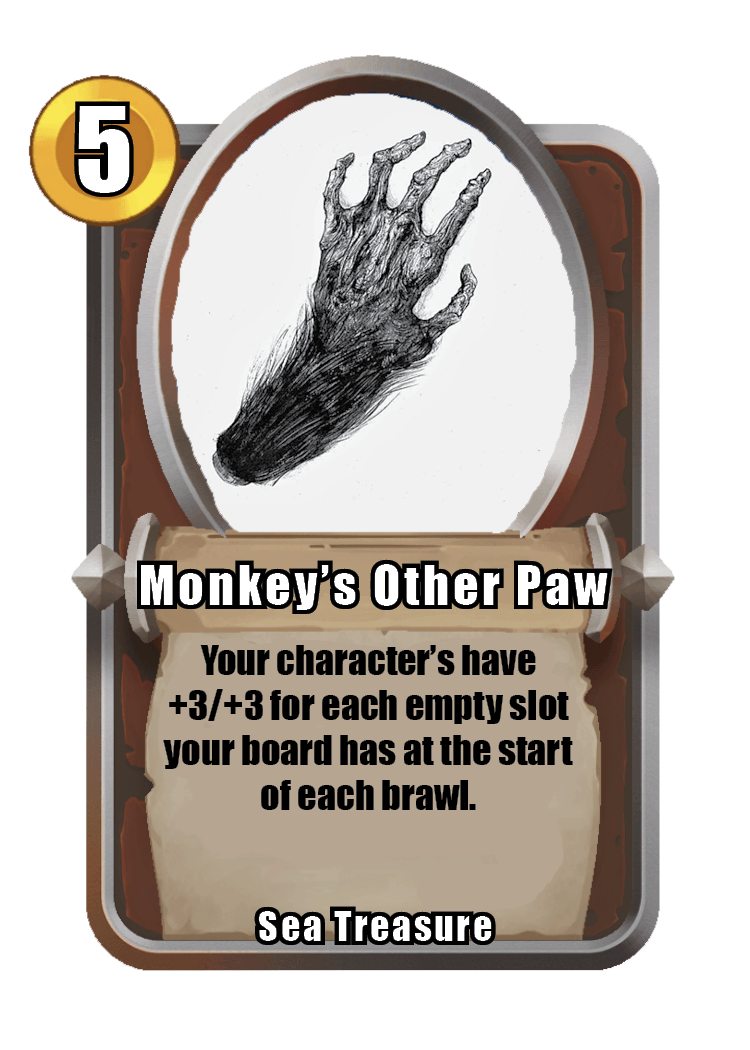 5
Monkey’s Other Paw
Your character’s have
+3/+3 for each empty slot
your board has at the start
of each brawl.
Sea Treasure